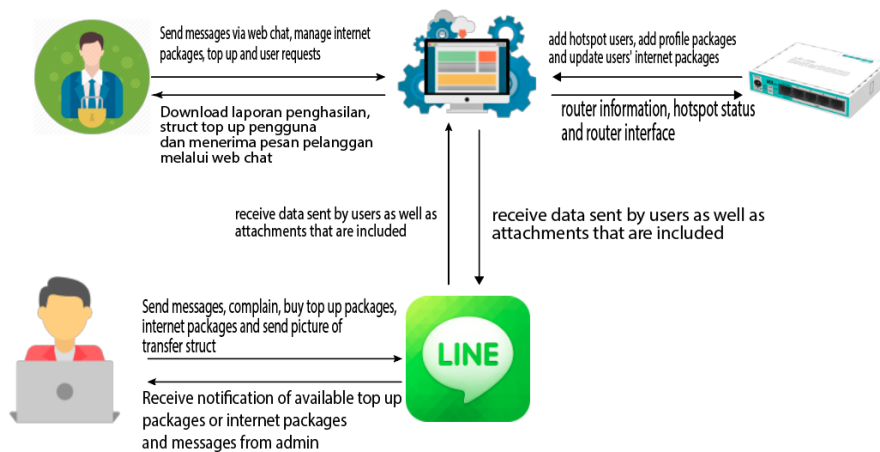 Send messages via web chat, manage internet
packages, top up and user requests
add hotspot users, add profile packages
and update users' internet packages
Download laporan penghasilan,
struct top up pengguna
dan menerima pesan pelanggan
melalui web chat
router information, hotspot status
and router interface
receive data sent by users as well as
attachments that are included
receive data sent by users as well as
attachments that are included
Send messages, complain, buy top up packages,
internet packages and send picture of
transfer struct
LINE
Receive notification of available top up
packages or internet packages
and messages from admin